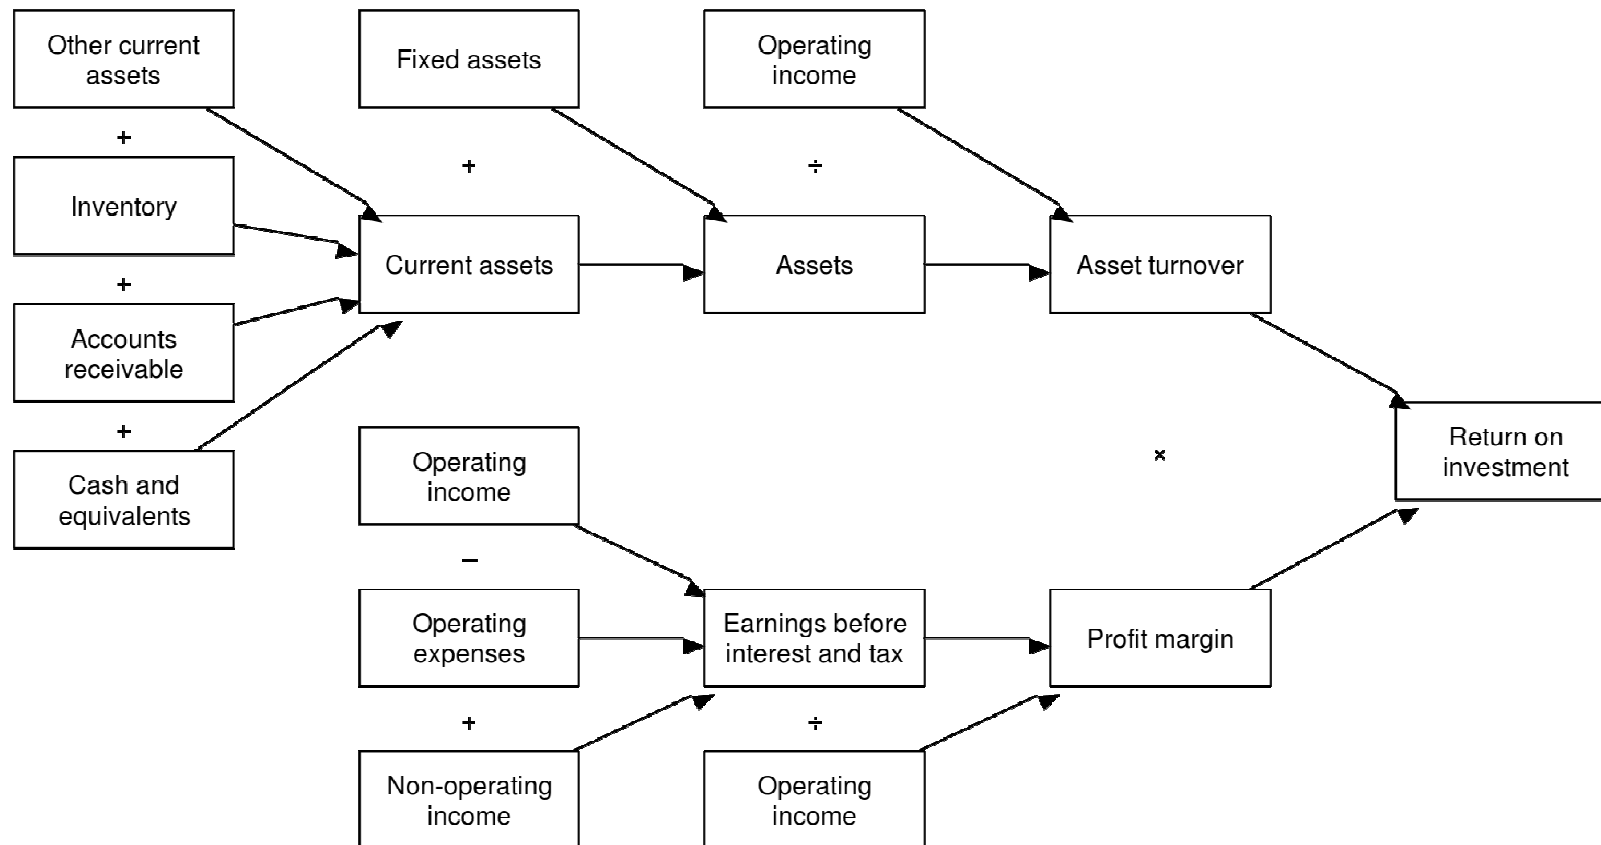 Other current
assets
Fixed assets
Operating
income
+
+
÷
Inventory
Current assets
Assets
Asset turnover
+
Accounts
receivable
+
Cash and
equivalents
Operating
income
×
Return on
investment
–
Operating
expenses
Earnings before
interest and tax
Profit margin
+
÷
Non-operating
income
Operating
income